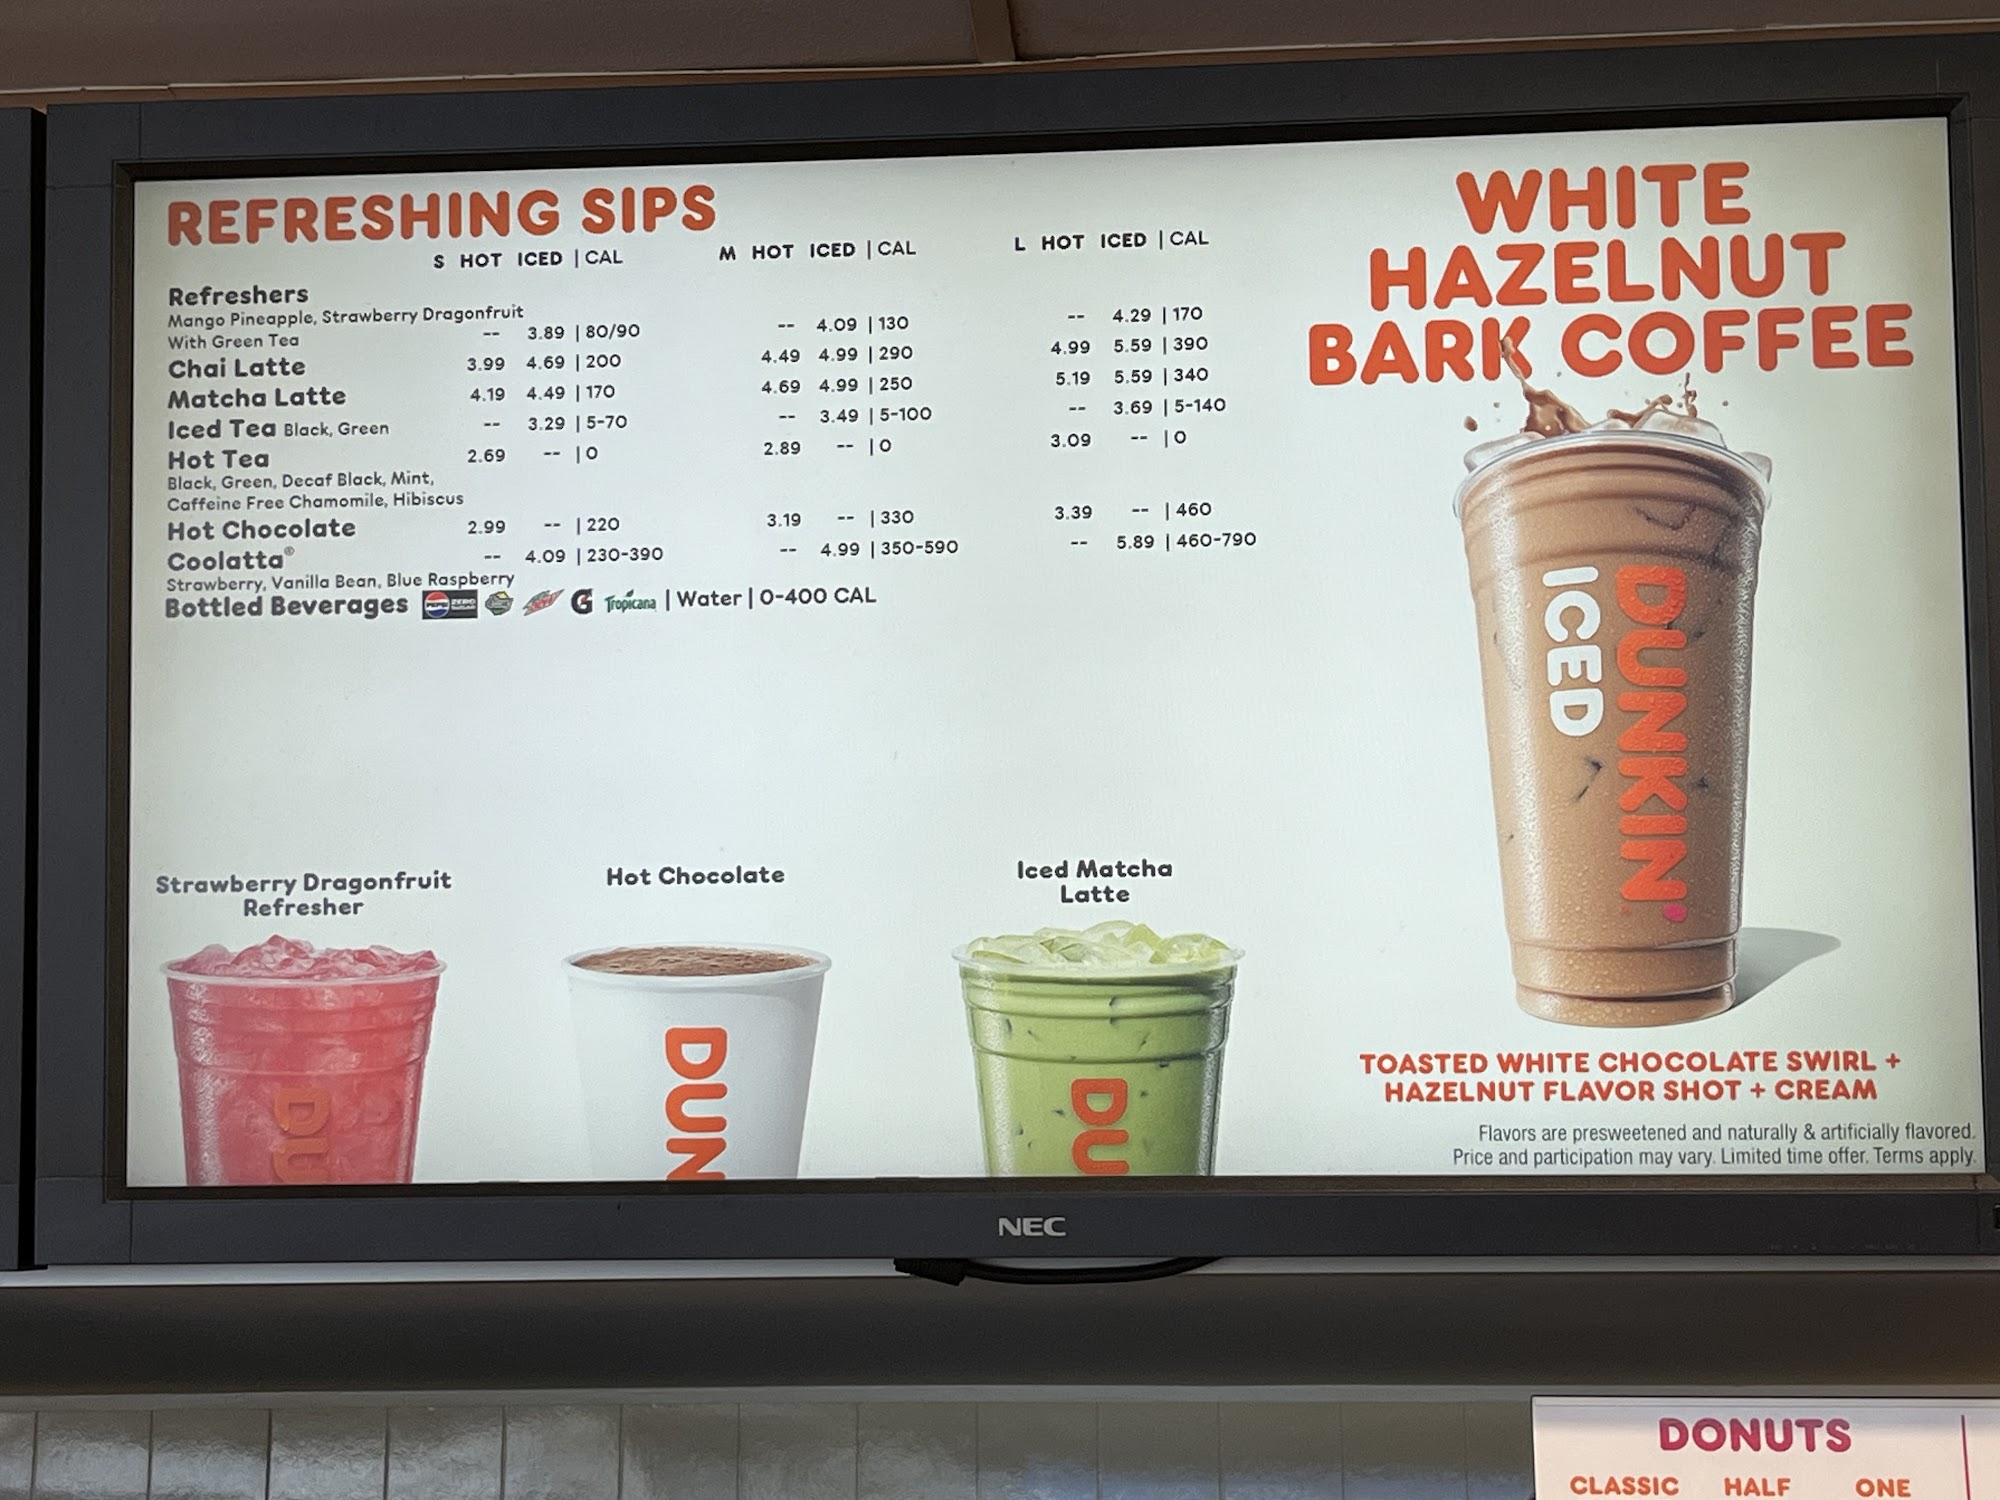 REFRESHING SIPS
S HOT ICED | CAL M HOT ICED | CAL L HOT ICED | CAL
Refreshers
Mango Pineapple, Strawberry Dragonfruit
With Green Tea -- 3.89 | 80/90 -- 4.09 | 130 -- 4.29 | 170
Chai Latte 3.99 4.69 | 200 4.49 4.99 | 290 4.99 5.59 | 390
Matcha Latte 4.19 4.49 | 170 4.69 4.99 | 250 5.19 5.59 | 340
Iced Tea Black, Green -- 3.29 | 5-70 -- 3.49 | 5-100 -- 3.69 | 5-140
Hot Tea 2.69 -- | 0 2.89 -- | 0 3.09 -- | 0
Black, Green, Decaf Black, Mint,
Caffeine Free Chamomile, Hibiscus
Hot Chocolate 2.99 -- | 220 3.19 -- | 330 3.39 -- | 460
Coolatta® -- 4.09 | 230-390 -- 4.99 | 350-590 -- 5.89 | 460-790
Strawberry, Vanilla Bean, Blue Raspberry
Bottled Beverages pepsi ZERO SUGAR G Tropicana | Water | 0-400 CAL
Strawberry Dragonfruit
Refresher
Hot Chocolate
Iced Matcha
Latte
DU
DUN
DU
WHITE
HAZELNUT
BARK COFFEE
DUNKIN'
ICED
TOASTED WHITE CHOCOLATE SWIRL +
HAZELNUT FLAVOR SHOT + CREAM
Flavors are presweetened and naturally & artificially flavored.
Price and participation may vary. Limited time offer. Terms apply.
NEC
DONUTS
CLASSIC HALF ONE